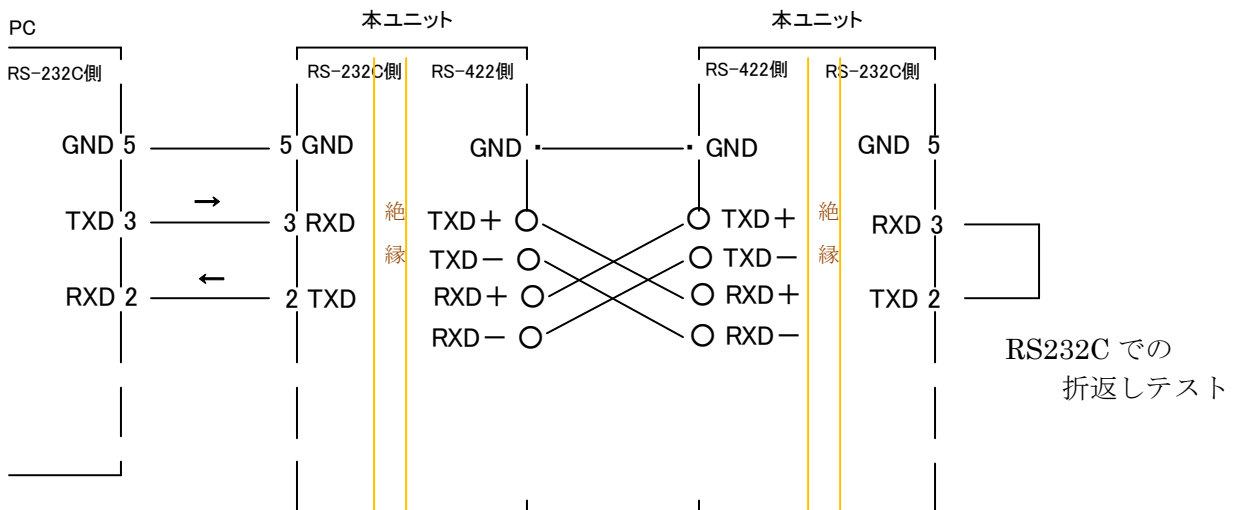 PC
本ユニット
本ユニット
RS-232C側
RS-232C側
RS-422側
RS-422側
RS-232C側
GND 5
5 GND
GND
GND
GND 5
TXD 3
→
3 RXD
絶縁
TXD+
TXD+
絶縁
RXD 3
TXD-
TXD-
RXD 2
←
2 TXD
RXD+
RXD+
TXD 2
RXD-
RXD-
RS232C での
折返しテスト